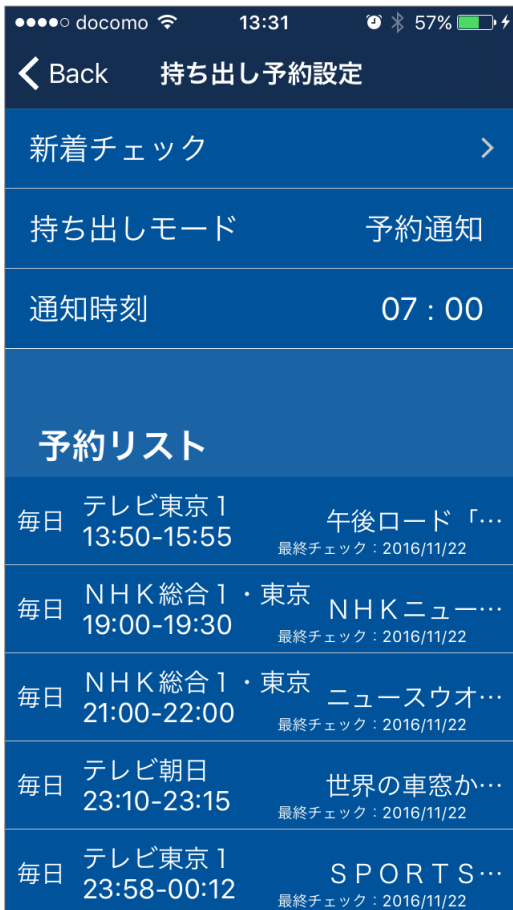 docomo 13:31 57%
Back 持ち出し予約設定
新着チェック
持ち出しモード 予約通知
通知時刻 07：00
予約リスト
毎日 テレビ東京１ 13:50-15:55 午後ロード「…
最終チェック：2016/11/22
毎日 ＮＨＫ総合１・東京 19:00-19:30 ＮＨＫニュー…
最終チェック：2016/11/22
毎日 ＮＨＫ総合１・東京 21:00-22:00 ニュースウオ…
最終チェック：2016/11/22
毎日 テレビ朝日 23:10-23:15 世界の車窓か…
最終チェック：2016/11/22
毎日 テレビ東京１ 23:58-00:12 ＳＰＯＲＴＳ…
最終チェック：2016/11/22